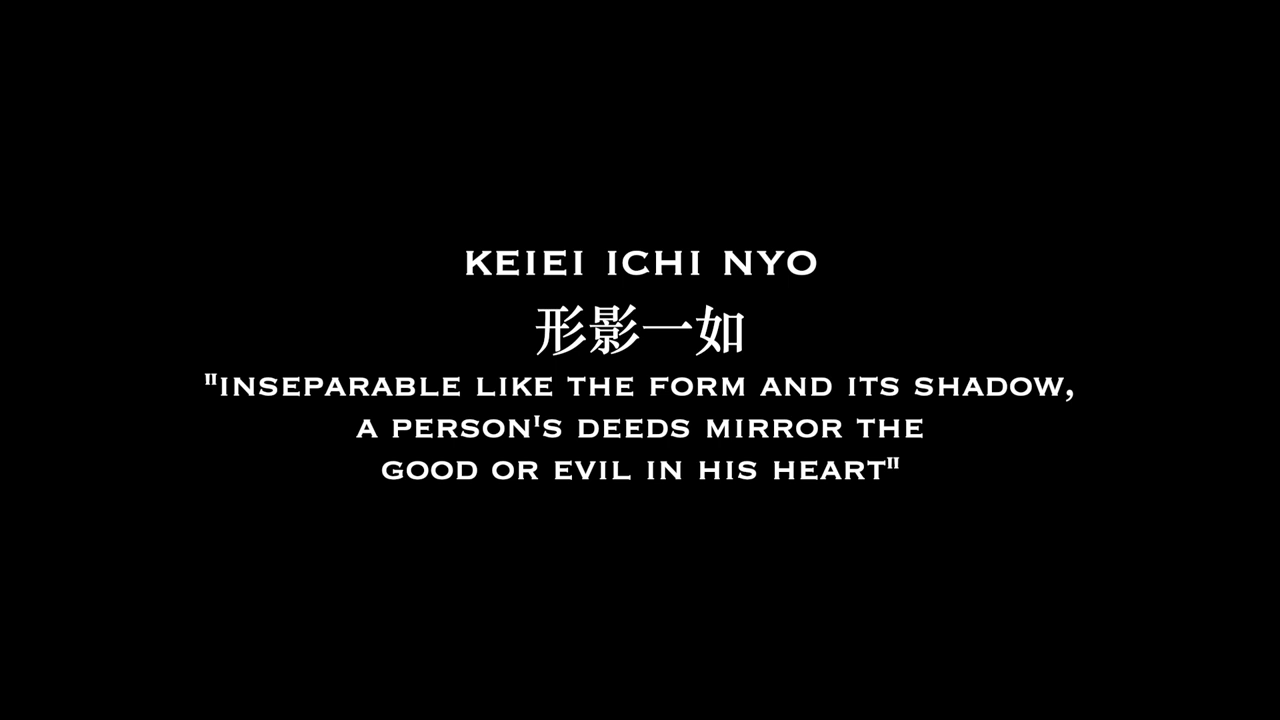 KEIEI ICHI NYO
形影一如
"INSEPARABLE LIKE THE FORM AND ITS SHADOW,
A PERSON'S DEEDS MIRROR THE
GOOD OR EVIL IN HIS HEART"